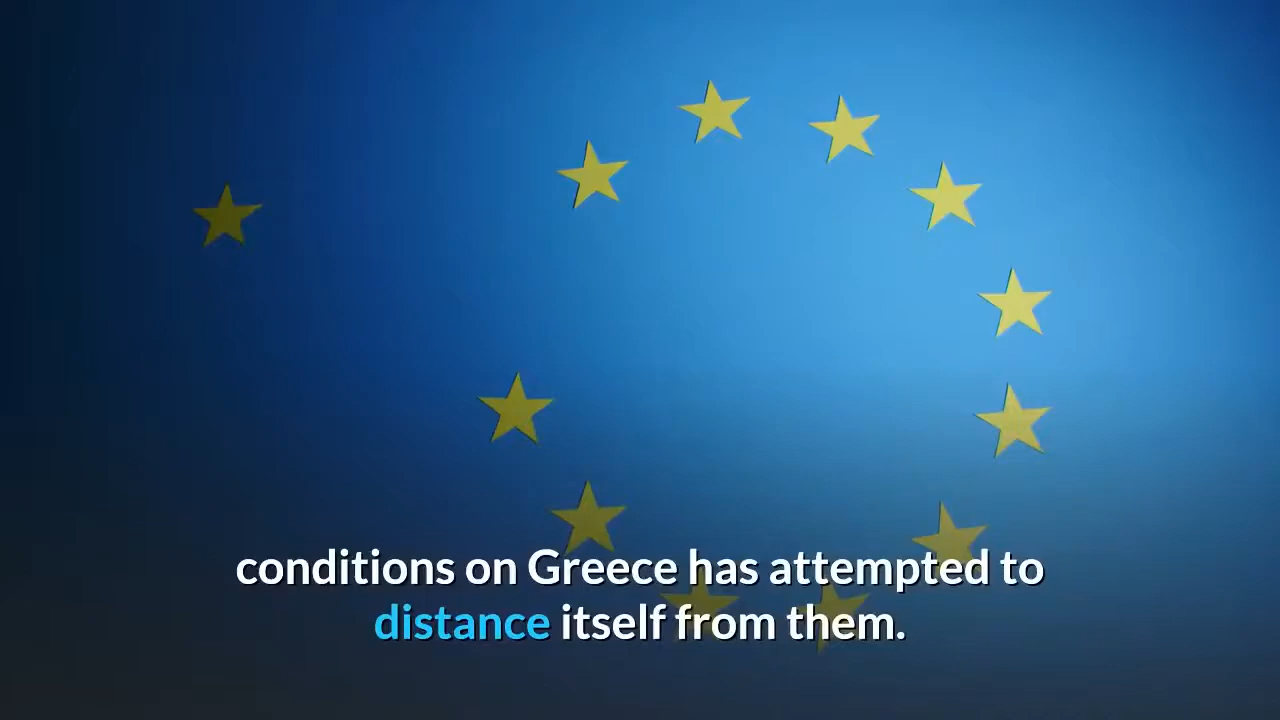 conditions on Greece has attempted to
distance itself from them.